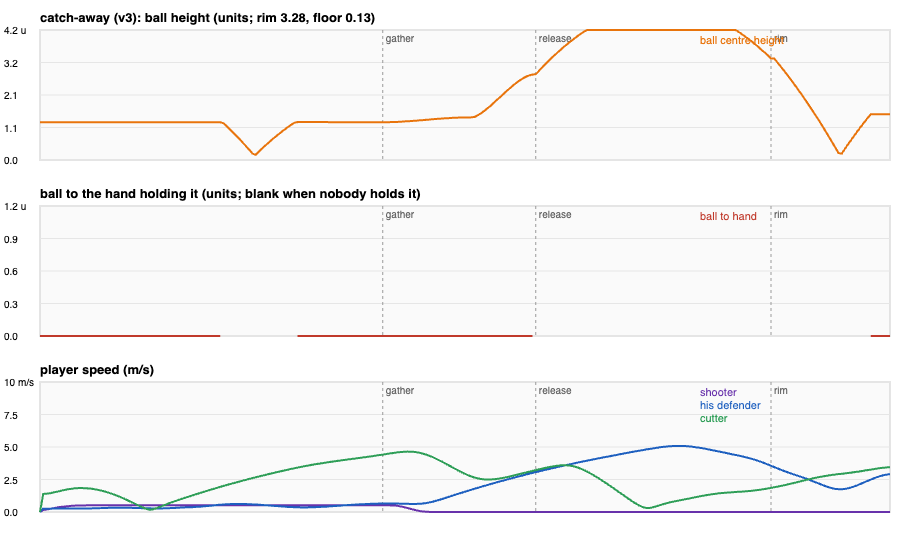 catch-away (v3): ball height (units; rim 3.28, floor 0.13)
4.2 u
gather
release
ball centre height
rim
3.2
2.1
1.1
0.0
ball to the hand holding it (units; blank when nobody holds it)
1.2 u
gather
release
ball to hand
rim
0.9
0.6
0.3
0.0
player speed (m/s)
10 m/s
gather
release
shooter
rim
his defender
cutter
7.5
5.0
2.5
0.0